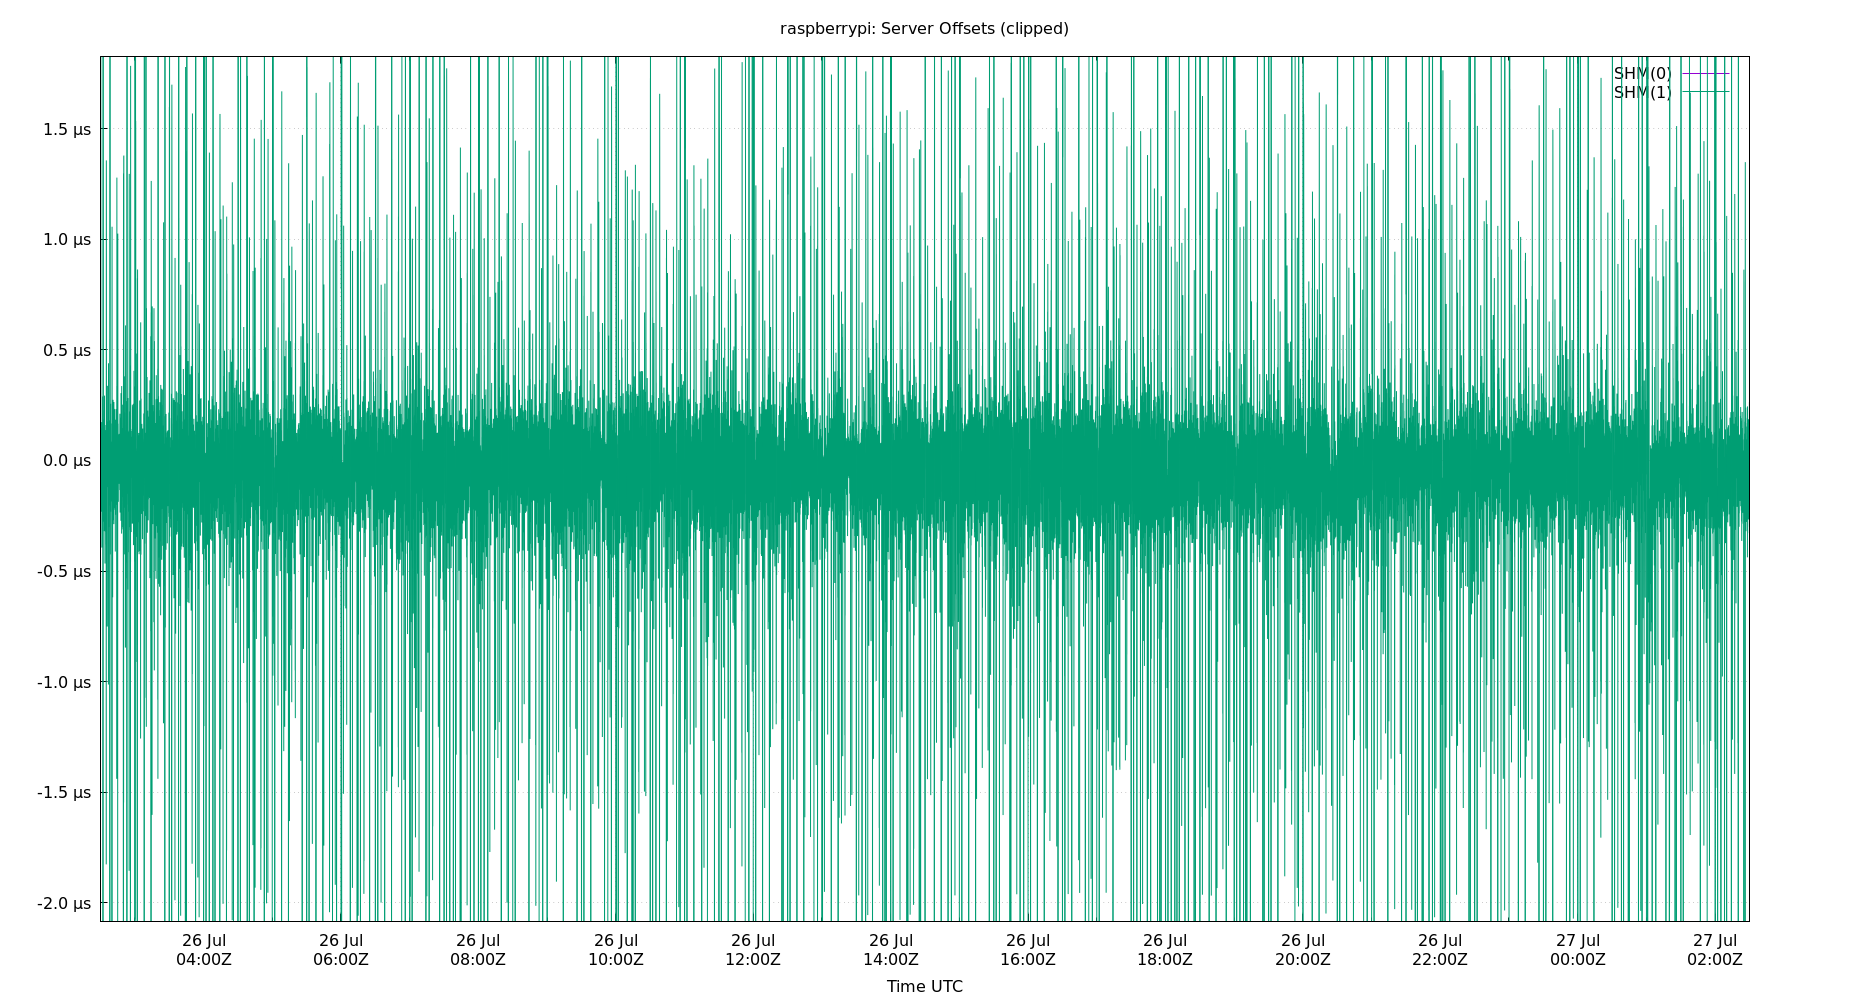 raspberrypi: Server Offsets (clipped)
SHM(0)
SHM(1)
1.5 µs
1.0 µs
0.5 µs
0.0 µs
-0.5 µs
-1.0 µs
-1.5 µs
-2.0 µs
26 Jul 26 Jul 26 Jul 26 Jul 26 Jul 26 Jul 26 Jul 26 Jul 26 Jul 26 Jul 27 Jul 27 Jul
04:00Z 06:00Z 08:00Z 10:00Z 12:00Z 14:00Z 16:00Z 18:00Z 20:00Z 22:00Z 00:00Z 02:00Z
Time UTC